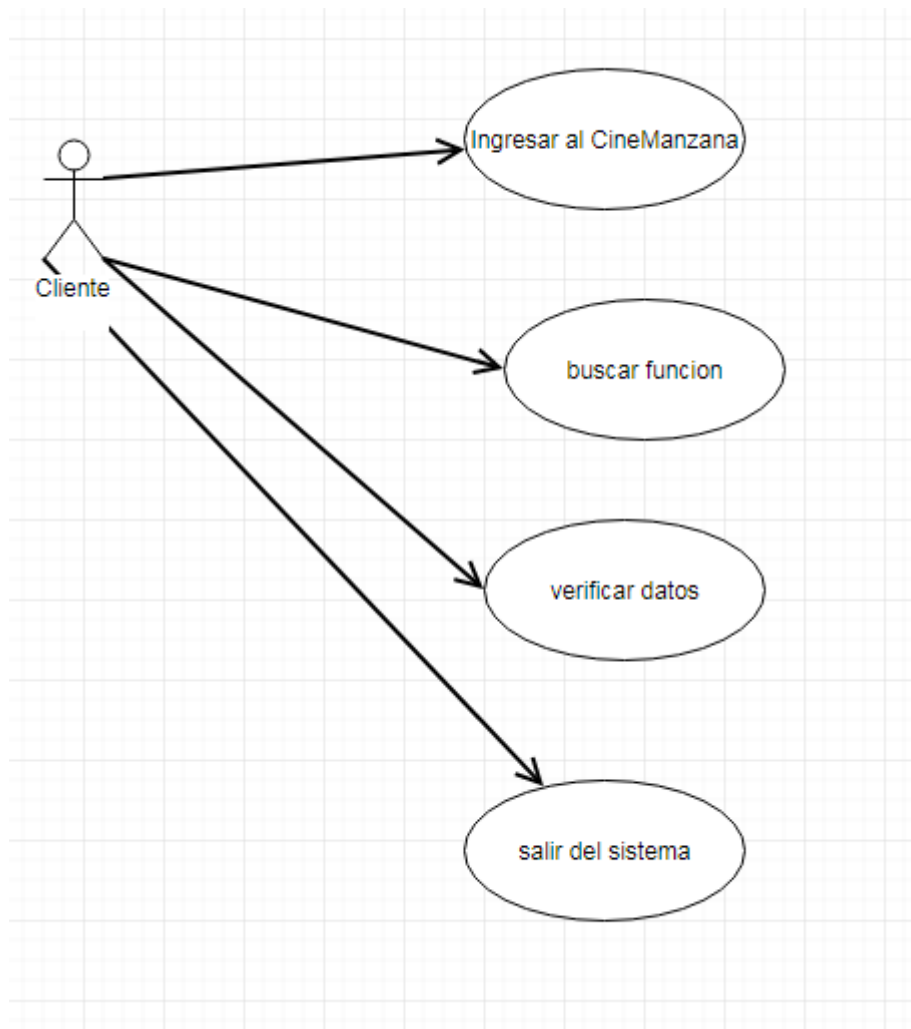 Ingresar al CineManzana
Cliente
buscar funcion
verificar datos
salir del sistema